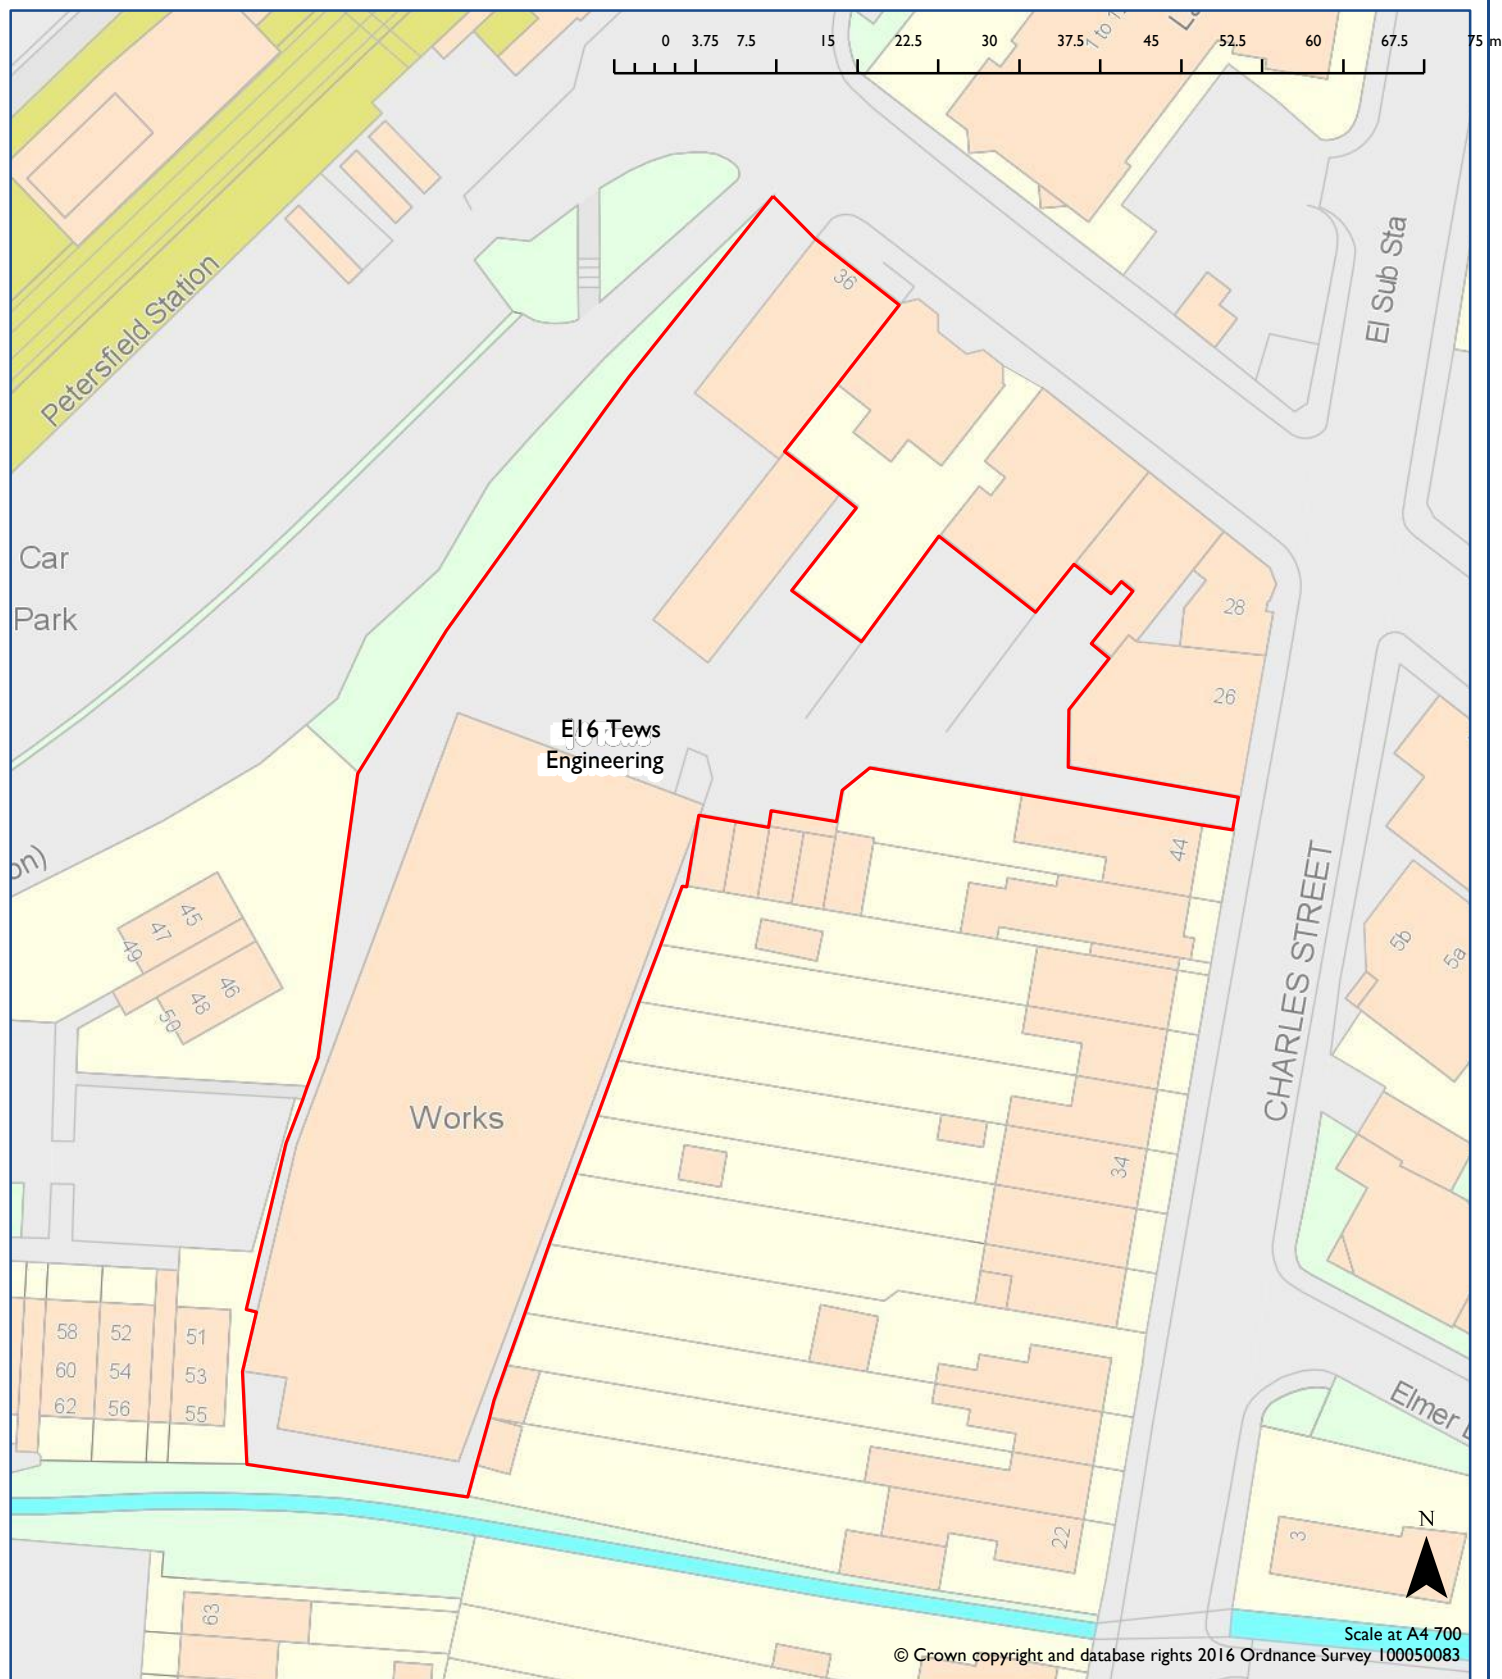 0 3.75 7.5 15 22.5 30 37.5 45 52.5 60 67.5 75 m
1 to 1
36
El Sub Sta
Petersfield Station
Car
Park
28
26
E16 Tews
Engineering
44
45
47
49
46
48
50
5b
5a
CHARLES STREET
Works
34
58 52 51
60 54 53
62 56 55
Elmer
22
3
N
63
Scale at A4 700
© Crown copyright and database rights 2016 Ordnance Survey 100050083